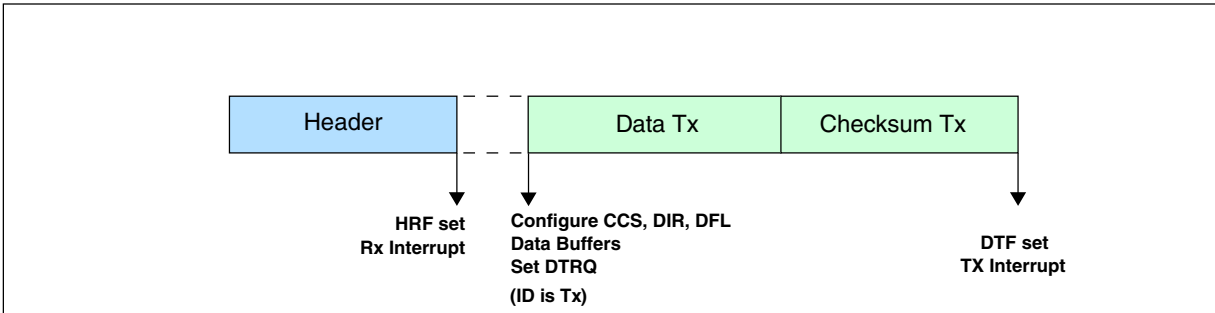 Header
Data Tx
Checksum Tx
HRF set
Rx Interrupt
Configure CCS, DIR, DFL
Data Buffers
Set DTRQ
(ID is Tx)
DTF set
TX Interrupt